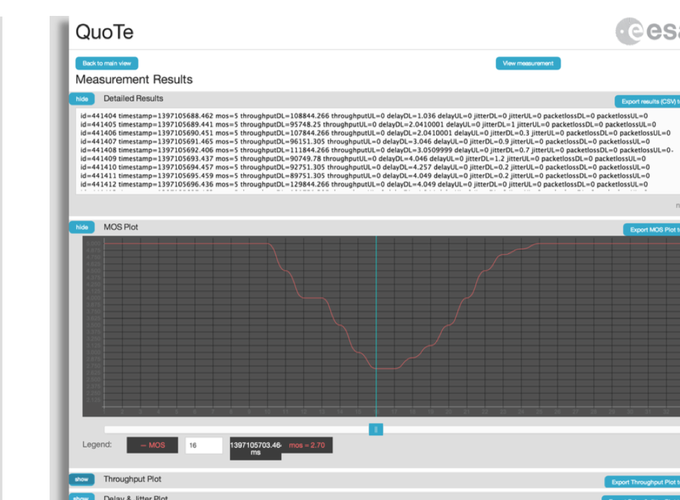 QuoTe
esa
Back to main view
View measurement
Measurement Results
hide
Detailed Results
Export results (CSV) t
id=441404 timestamp=1397105688.462 mos=5 throughputDL=108844.266 throughputUL=0 delayDL=1.036 delayUL=0 jitterDL=0 jitterUL=0 packetlossDL=0 packetlossUL=0
id=441405 timestamp=1397105689.441 mos=5 throughputDL=95748.25 throughputUL=0 delayDL=2.0410001 delayUL=0 jitterDL=1 jitterUL=0 packetlossDL=0 packetlossUL=0
id=441406 timestamp=1397105690.451 mos=5 throughputDL=107844.266 throughputUL=0 delayDL=2.0410001 delayUL=0 jitterDL=0.3 jitterUL=0 packetlossDL=0 packetlossUL=0
id=441407 timestamp=1397105691.465 mos=5 throughputDL=96151.305 throughputUL=0 delayDL=3.046 delayUL=0 jitterDL=0.9 jitterUL=0 packetlossDL=0 packetlossUL=0
id=441408 timestamp=1397105692.406 mos=5 throughputDL=111844.266 throughputUL=0 delayDL=3.0509999 delayUL=0 jitterDL=0.7 jitterUL=0 packetlossDL=0 packetlossUL=0
id=441409 timestamp=1397105693.437 mos=5 throughputDL=90749.78 throughputUL=0 delayDL=4.046 delayUL=0 jitterDL=1.2 jitterUL=0 packetlossDL=0 packetlossUL=0
id=441410 timestamp=1397105694.457 mos=5 throughputDL=92751.305 throughputUL=0 delayDL=4.257 delayUL=0 jitterDL=0.2 jitterUL=0 packetlossDL=0 packetlossUL=0
id=441411 timestamp=1397105695.459 mos=5 throughputDL=89751.305 throughputUL=0 delayDL=4.049 delayUL=0 jitterDL=0.2 jitterUL=0 packetlossDL=0 packetlossUL=0
id=441412 timestamp=1397105696.436 mos=5 throughputDL=129844.266 throughputUL=0 delayDL=4.049 delayUL=0 jitterDL=0 jitterUL=0 packetlossDL=0 packetlossUL=0
hide
MOS Plot
Export MOS Plot t
Legend:
— MOS
16
1397105703.46
ms
mos = 2.70
show
Throughput Plot
Export Throughput Plot t
show
Delay & Jitter Plot